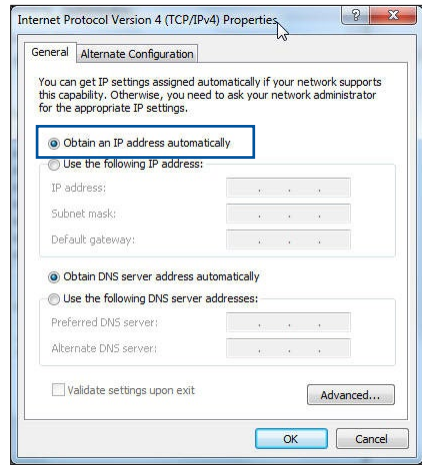 Internet Protocol Version 4 (TCP/IPv4) Properties
General
Alternate Configuration
You can get IP settings assigned automatically if your network supports
this capability. Otherwise, you need to ask your network administrator
for the appropriate IP settings.
Obtain an IP address automatically
Use the following IP address:
IP address:
Subnet mask:
Default gateway:
Obtain DNS server address automatically
Use the following DNS server addresses:
Preferred DNS server:
Alternate DNS server:
Validate settings upon exit
Advanced...
OK
Cancel